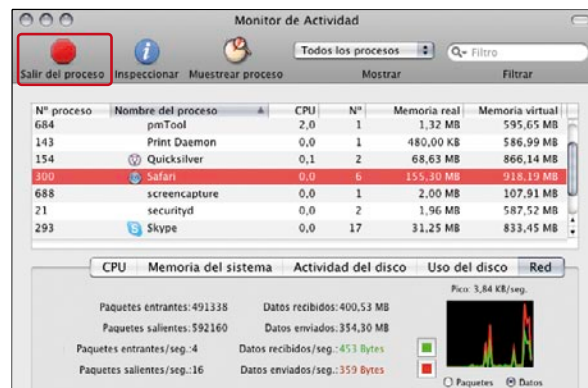 Monitor de Actividad
Salir del proceso Inspeccionar Muestrear proceso Todos los procesos Mostrar Filtro Filtrar
Nº proceso Nombre del proceso CPU Nº Memoria real Memoria virtual
684 pmTool 2,0 1 1,32 MB 595,65 MB
143 Print Daemon 0,0 1 480,00 KB 586,99 MB
154 Quicksilver 0,1 2 68,63 MB 866,14 MB
300 Safari 0,0 6 155,30 MB 918,19 MB
688 screencapture 0,0 1 2,00 MB 107,91 MB
21 securityd 0,0 2 1,96 MB 587,52 MB
293 Skype 0,0 17 31,25 MB 833,45 MB
CPU Memoria del sistema Actividad del disco Uso del disco Red
Pico: 3,84 KB/seg.
Paquetes entrantes: 491338 Datos recibidos: 400,53 MB
Paquetes salientes: 592160 Datos enviados: 354,30 MB
Paquetes entrantes/seg.: 4 Datos recibidos/seg.: 453 Bytes
Paquetes salientes/seg.: 16 Datos enviados/seg.: 359 Bytes
Paquetes Datos